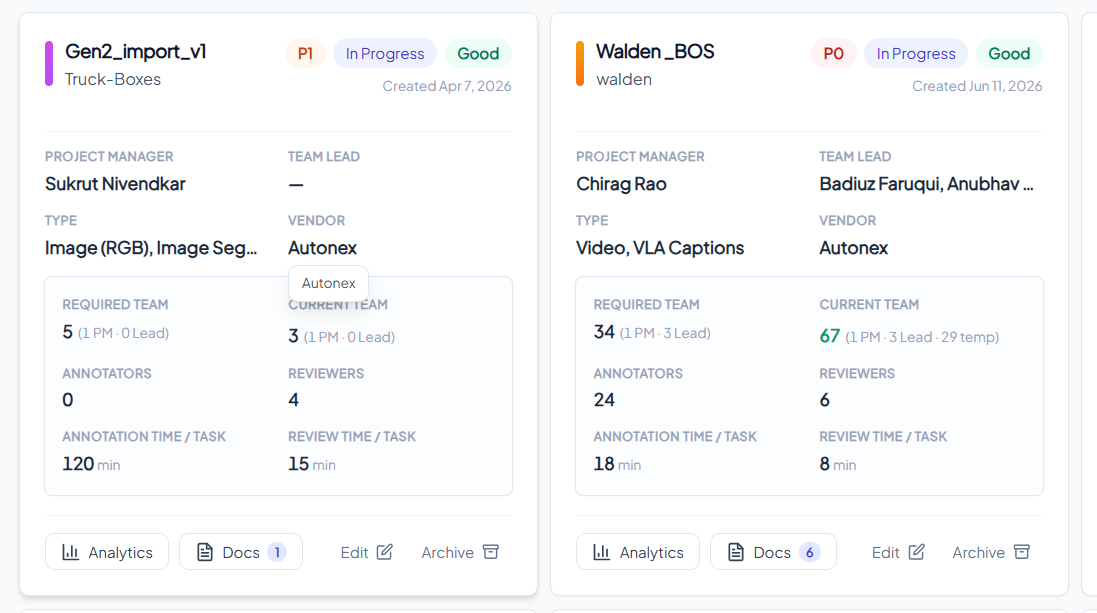 Gen2_import_v1
P1
In Progress
Good
Truck-Boxes
Created Apr 7, 2026
PROJECT MANAGER
TEAM LEAD
Sukrut Nivendkar
—
TYPE
VENDOR
Image (RGB), Image Seg...
Autonex
Autonex
REQUIRED TEAM
CURRENT TEAM
5 (1 PM · 0 Lead)
3 (1 PM · 0 Lead)
ANNOTATORS
REVIEWERS
0
4
ANNOTATION TIME / TASK
REVIEW TIME / TASK
120 min
15 min
Analytics
Docs 1
Edit
Archive
Walden _BOS
P0
In Progress
Good
walden
Created Jun 11, 2026
PROJECT MANAGER
TEAM LEAD
Chirag Rao
Badiuz Faruqui, Anubhav ...
TYPE
VENDOR
Video, VLA Captions
Autonex
REQUIRED TEAM
CURRENT TEAM
34 (1 PM · 3 Lead)
67 (1 PM · 3 Lead · 29 temp)
ANNOTATORS
REVIEWERS
24
6
ANNOTATION TIME / TASK
REVIEW TIME / TASK
18 min
8 min
Analytics
Docs 6
Edit
Archive